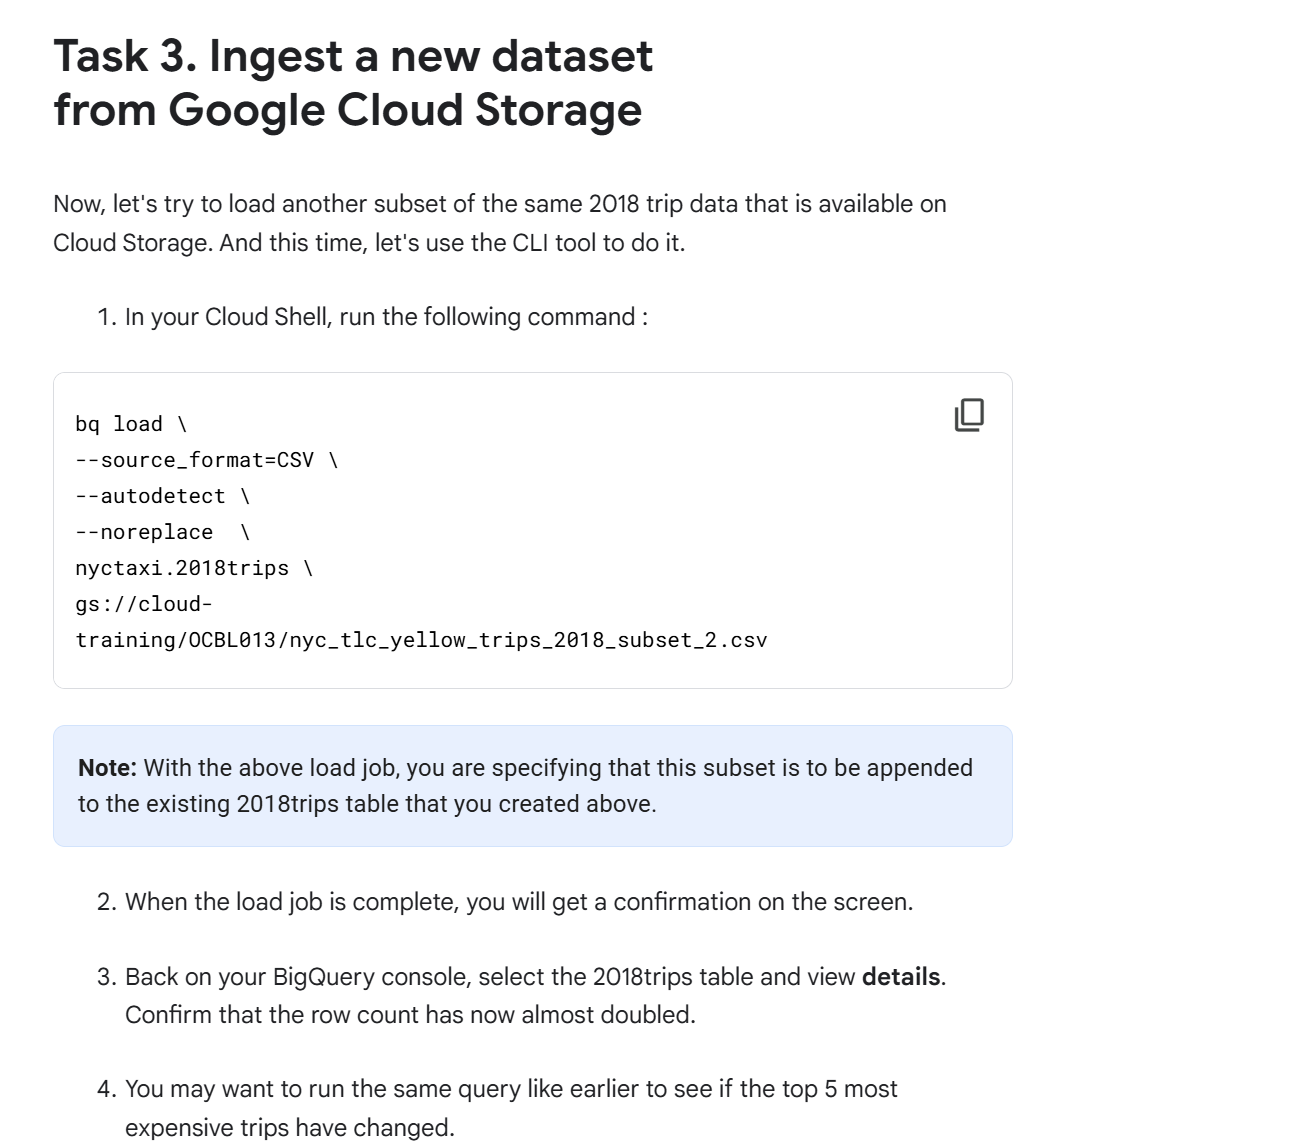 Task 3. Ingest a new dataset
from Google Cloud Storage
Now, let's try to load another subset of the same 2018 trip data that is available on
Cloud Storage. And this time, let's use the CLI tool to do it.
1. In your Cloud Shell, run the following command :
bq load \
--source_format=CSV \
--autodetect \
--noreplace  \
nyctaxi.2018trips \
gs://cloud-
training/OCBL013/nyc_tlc_yellow_trips_2018_subset_2.csv
Note: With the above load job, you are specifying that this subset is to be appended
to the existing 2018trips table that you created above.
2. When the load job is complete, you will get a confirmation on the screen.
3. Back on your BigQuery console, select the 2018trips table and view details.
Confirm that the row count has now almost doubled.
4. You may want to run the same query like earlier to see if the top 5 most
expensive trips have changed.